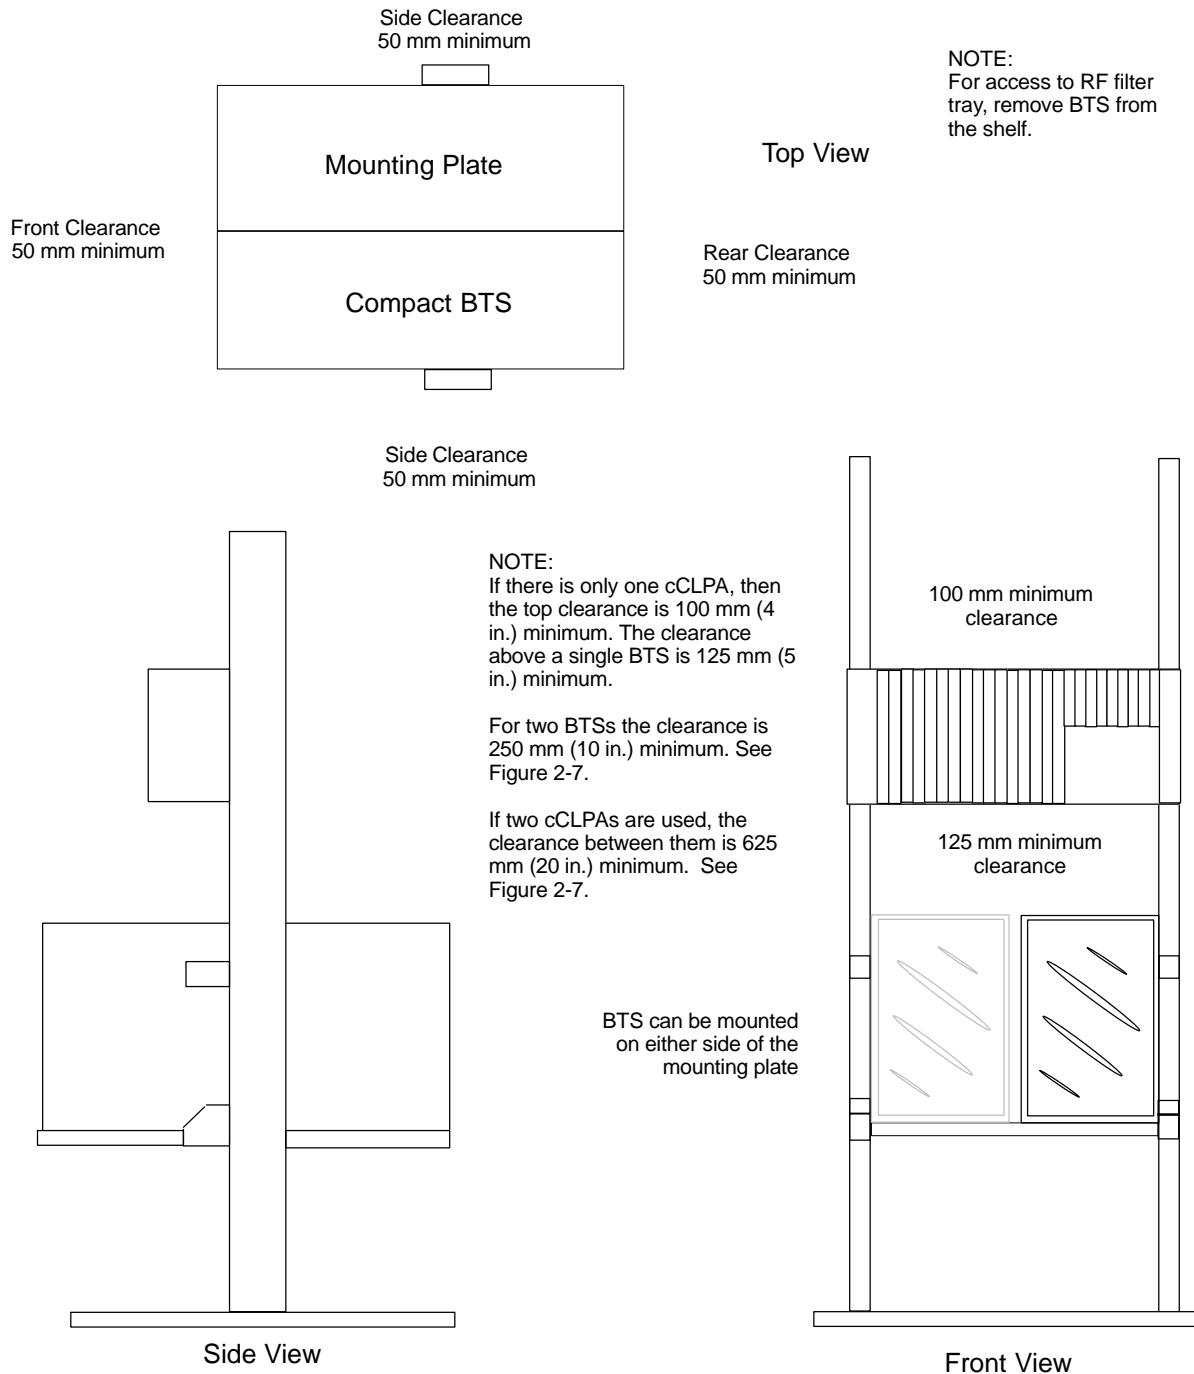 Side Clearance
50 mm minimum
NOTE:
For access to RF filter
tray, remove BTS from
the shelf.
Mounting Plate
Top View
Front Clearance
50 mm minimum
Rear Clearance
50 mm minimum
Compact BTS
Side Clearance
50 mm minimum
NOTE:
If there is only one cCLPA, then
the top clearance is 100 mm (4
in.) minimum. The clearance
above a single BTS is 125 mm (5
in.) minimum.
For two BTSs the clearance is
250 mm (10 in.) minimum. See
Figure 2-7.
If two cCLPAs are used, the
clearance between them is 625
mm (20 in.) minimum.  See
Figure 2-7.
100 mm minimum
clearance
125 mm minimum
clearance
BTS can be mounted
on either side of the
mounting plate
Side View
Front View